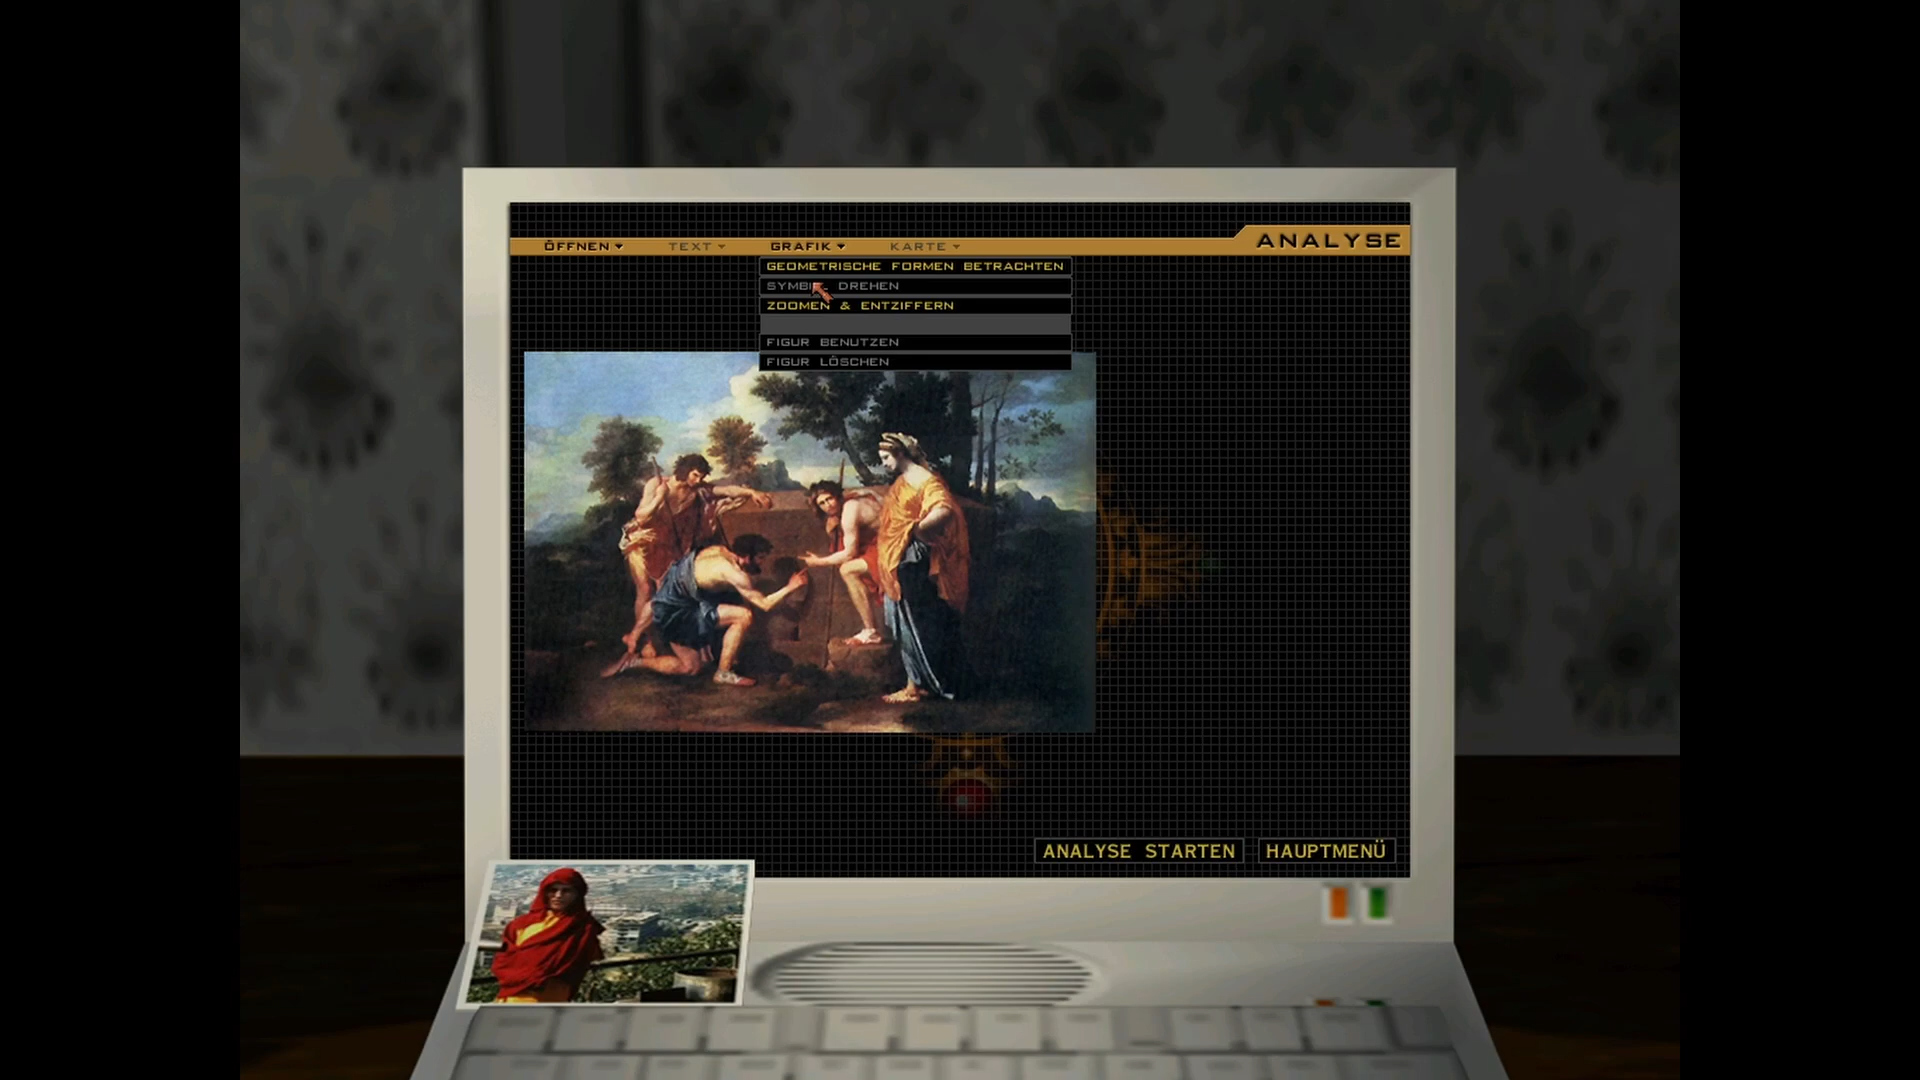 ÖFFNEN TEXT GRAFIK KARTE ANALYSE
GEOMETRISCHE FORMEN BETRACHTEN
DREHEN
ZOOMEN & ENTZIFFERN
FIGUR BENUTZEN
FIGUR LÖSCHEN
ANALYSE STARTEN HAUPTMENÜ